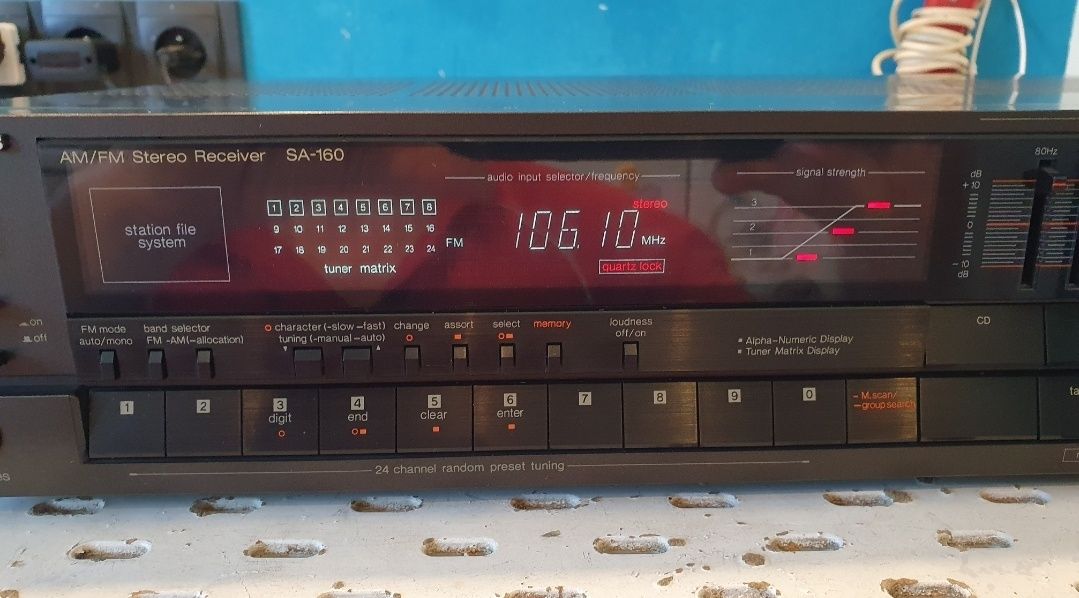 AM/FM Stereo Receiver SA-160
station file
system
1 2 3 4 5 6 7 8
9 10 11 12 13 14 15 16
17 18 19 20 21 22 23 24
tuner matrix
audio input selector/frequency
stereo
FM 106.10 MHz
quartz lock
signal strength
3
2
1
80Hz
dB
+10
0
-10
dB
on
off
FM mode
auto/mono
band selector
FM -AM(-allocation)
character (-slow -fast)
tuning (-manual -auto)
change
assort
select
memory
loudness
off/on
Alpha-Numeric Display
Tuner Matrix Display
CD
1
2
3
digit
4
end
5
clear
6
enter
7
8
9
0
- M.scan/
-group search
24 channel random preset tuning